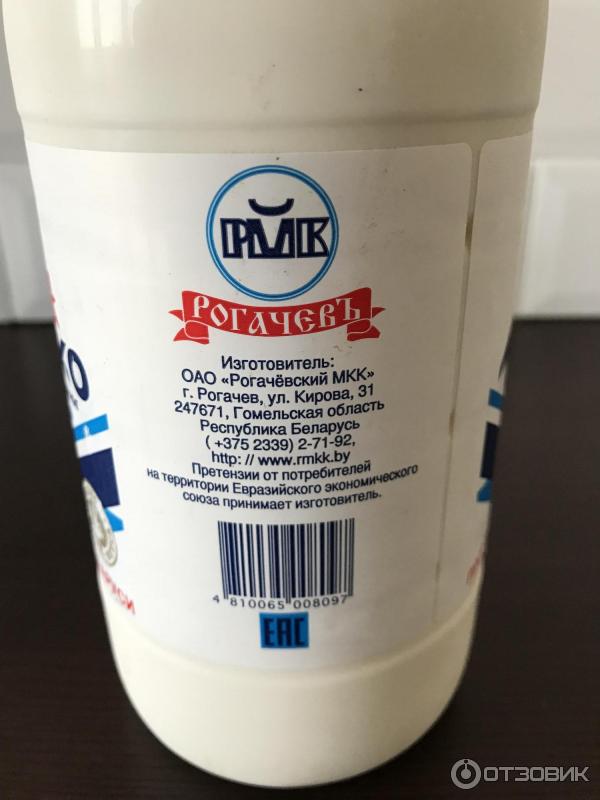 РМК
РОГАЧЕВЪ
Изготовитель:
ОАО «Рогачёвский МКК»
г. Рогачев, ул. Кирова, 31
247671, Гомельская область
Республика Беларусь
( +375 2339) 2-71-92,
http: // www.rmkk.by
Претензии от потребителей
на территории Евразийского экономического
союза принимает изготовитель.
4 810065 008097
EAC
ОТЗОВИК